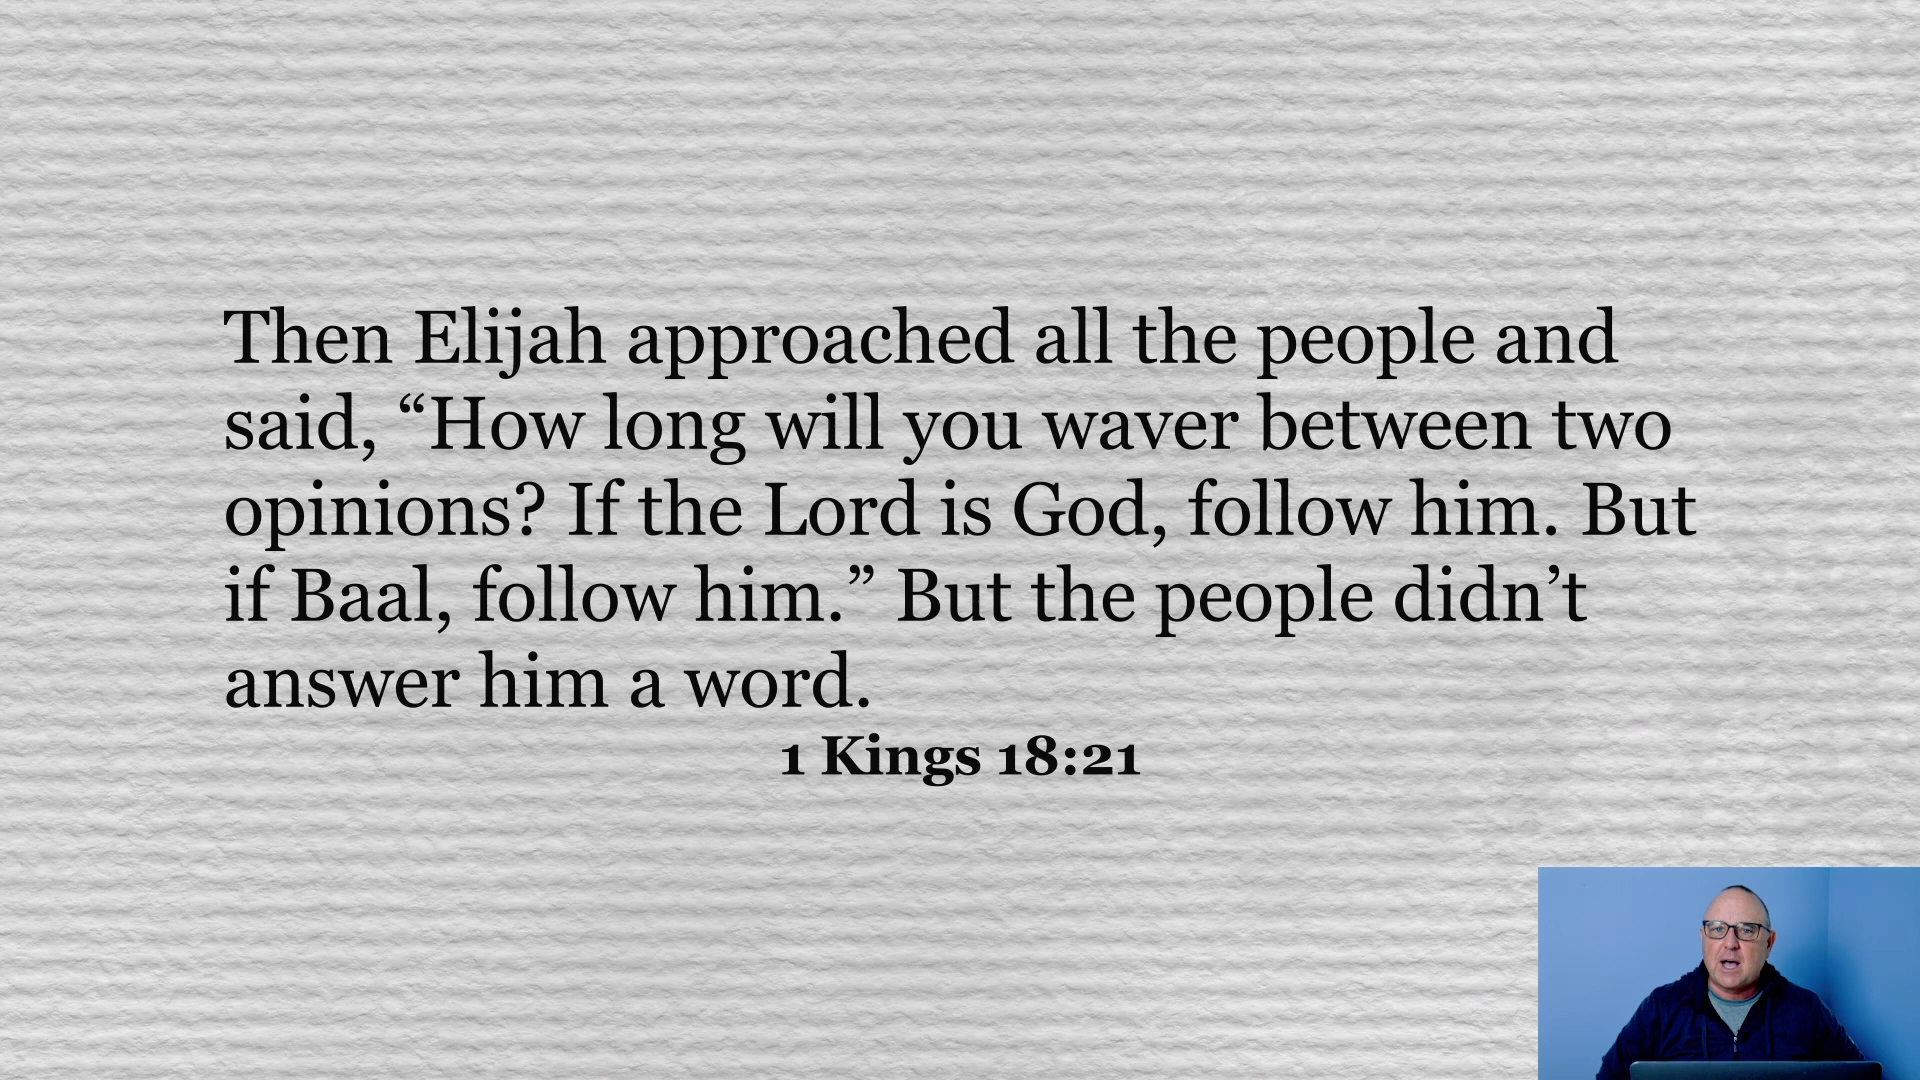 Then Elijah approached all the people and
said, “How long will you waver between two
opinions? If the Lord is God, follow him. But
if Baal, follow him.” But the people didn’t
answer him a word.
1 Kings 18:21